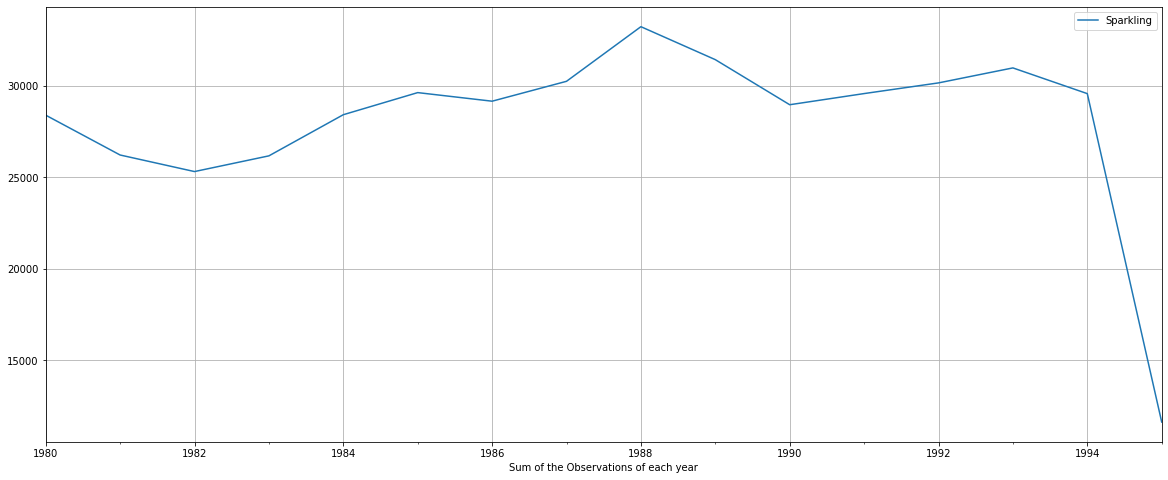 Sparkling
30000
25000
20000
15000
1980 1982 1984 1986 1988 1990 1992 1994
Sum of the Observations of each year